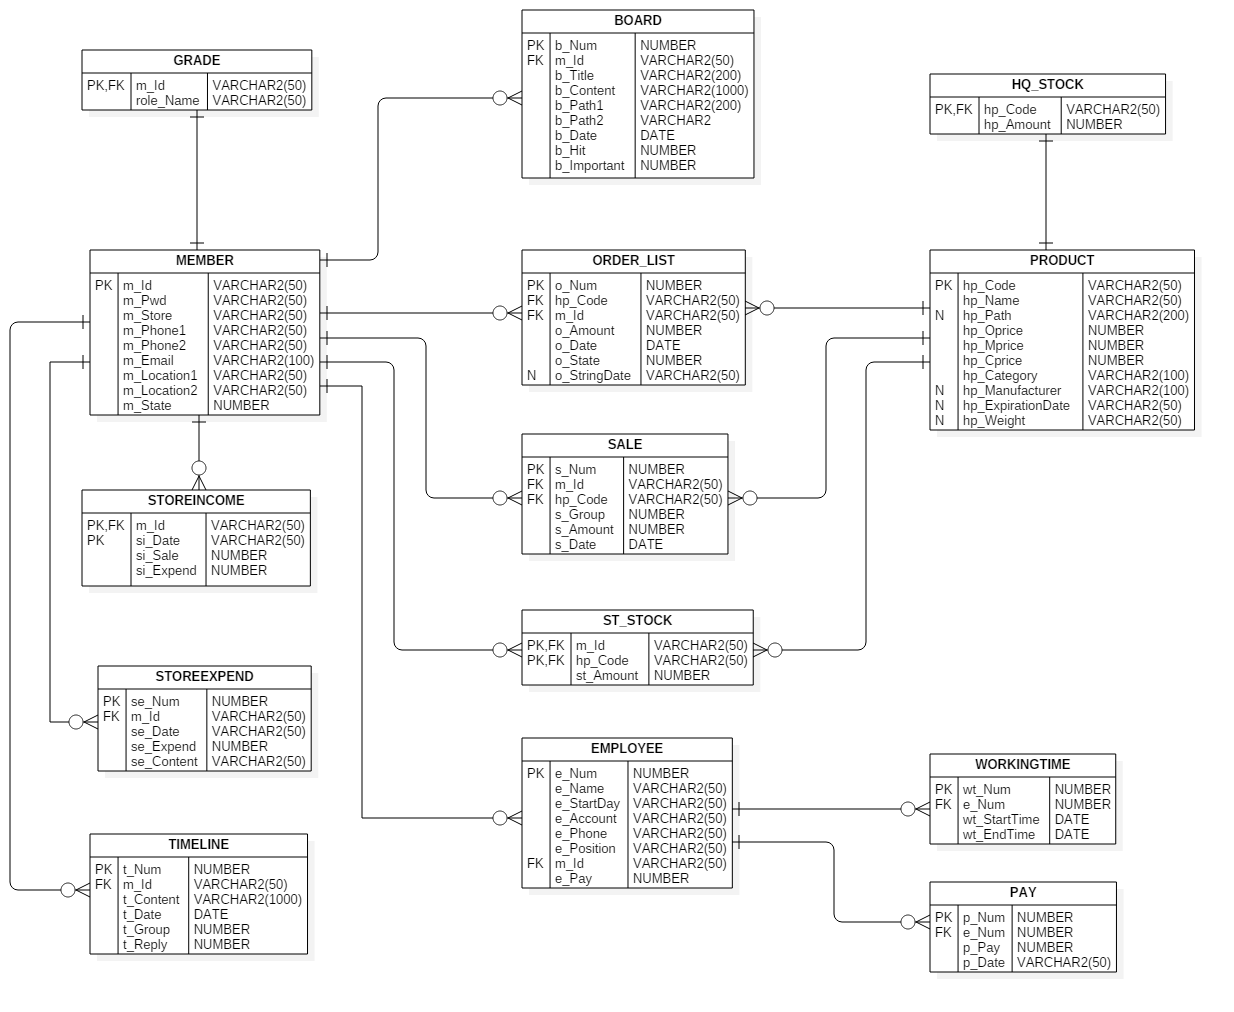 GRADE
PK,FK m_Id VARCHAR2(50)
role_Name VARCHAR2(50)
BOARD
PK b_Num NUMBER
FK m_Id VARCHAR2(50)
b_Title VARCHAR2(200)
b_Content VARCHAR2(1000)
b_Path1 VARCHAR2(200)
b_Path2 VARCHAR2
b_Date DATE
b_Hit NUMBER
b_Important NUMBER
HQ_STOCK
PK,FK hp_Code VARCHAR2(50)
hp_Amount NUMBER
MEMBER
PK m_Id VARCHAR2(50)
m_Pwd VARCHAR2(50)
m_Store VARCHAR2(50)
m_Phone1 VARCHAR2(50)
m_Phone2 VARCHAR2(50)
m_Email VARCHAR2(100)
m_Location1 VARCHAR2(50)
m_Location2 VARCHAR2(50)
m_State NUMBER
ORDER_LIST
PK o_Num NUMBER
FK hp_Code VARCHAR2(50)
FK m_Id VARCHAR2(50)
o_Amount NUMBER
o_Date DATE
o_State NUMBER
N o_StringDate VARCHAR2(50)
PRODUCT
PK hp_Code VARCHAR2(50)
hp_Name VARCHAR2(50)
N hp_Path VARCHAR2(200)
hp_Oprice NUMBER
hp_Mprice NUMBER
hp_Cprice NUMBER
hp_Category VARCHAR2(100)
N hp_Manufacturer VARCHAR2(100)
N hp_ExpirationDate VARCHAR2(50)
N hp_Weight VARCHAR2(50)
SALE
PK s_Num NUMBER
FK m_Id VARCHAR2(50)
FK hp_Code VARCHAR2(50)
s_Group NUMBER
s_Amount NUMBER
s_Date DATE
STOREINCOME
PK,FK m_Id VARCHAR2(50)
PK si_Date VARCHAR2(50)
si_Sale NUMBER
si_Expend NUMBER
ST_STOCK
PK,FK m_Id VARCHAR2(50)
PK,FK hp_Code VARCHAR2(50)
st_Amount NUMBER
STOREEXPEND
PK se_Num NUMBER
FK m_Id VARCHAR2(50)
se_Date VARCHAR2(50)
se_Expend NUMBER
se_Content VARCHAR2(50)
EMPLOYEE
PK e_Num NUMBER
e_Name VARCHAR2(50)
e_StartDay VARCHAR2(50)
e_Account VARCHAR2(50)
e_Phone VARCHAR2(50)
e_Position VARCHAR2(50)
FK m_Id VARCHAR2(50)
e_Pay NUMBER
WORKINGTIME
PK wt_Num NUMBER
FK e_Num NUMBER
wt_StartTime DATE
wt_EndTime DATE
TIMELINE
PK t_Num NUMBER
FK m_Id VARCHAR2(50)
t_Content VARCHAR2(1000)
t_Date DATE
t_Group NUMBER
t_Reply NUMBER
PAY
PK p_Num NUMBER
FK e_Num NUMBER
p_Pay NUMBER
p_Date VARCHAR2(50)